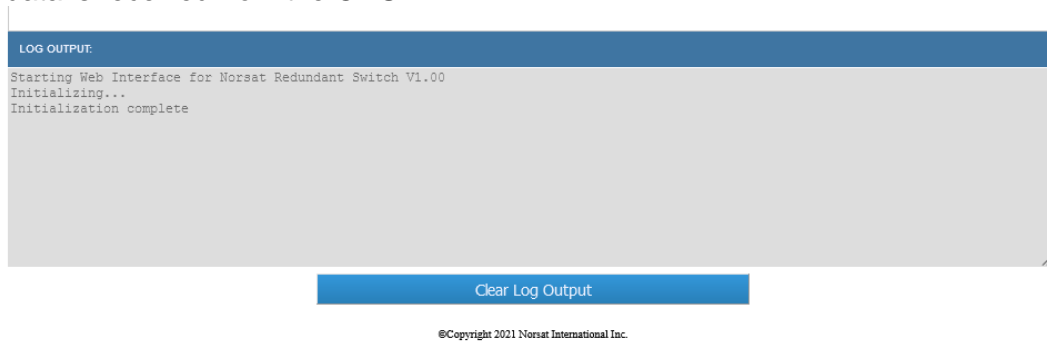 LOG OUTPUT:
Starting Web Interface for Norsat Redundant Switch V1.00
Initializing...
Initialization complete
Clear Log Output
©Copyright 2021 Norsat International Inc.